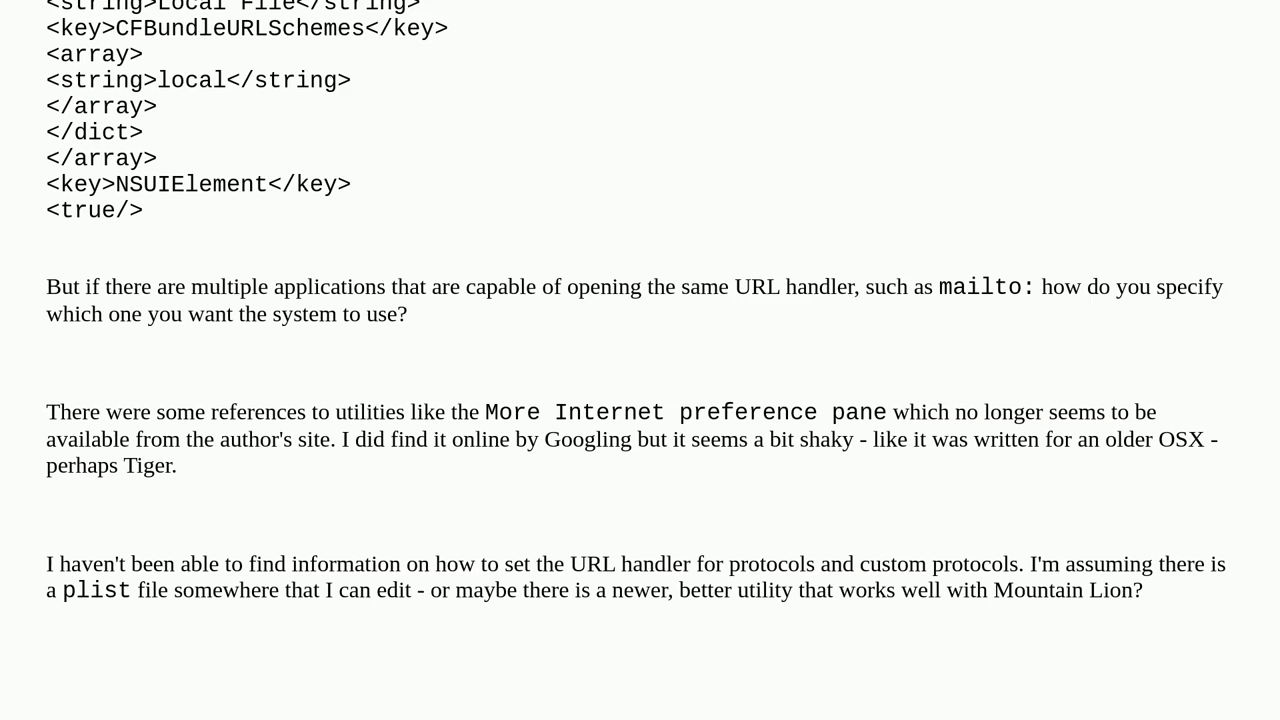 <string>Local File</string>
<key>CFBundleURLSchemes</key>
<array>
<string>local</string>
</array>
</dict>
</array>
<key>NSUIElement</key>
<true/>
But if there are multiple applications that are capable of opening the same URL handler, such as mailto: how do you specify
which one you want the system to use?
There were some references to utilities like the More Internet preference pane which no longer seems to be
available from the author's site. I did find it online by Googling but it seems a bit shaky - like it was written for an older OSX -
perhaps Tiger.
I haven't been able to find information on how to set the URL handler for protocols and custom protocols. I'm assuming there is
a plist file somewhere that I can edit - or maybe there is a newer, better utility that works well with Mountain Lion?